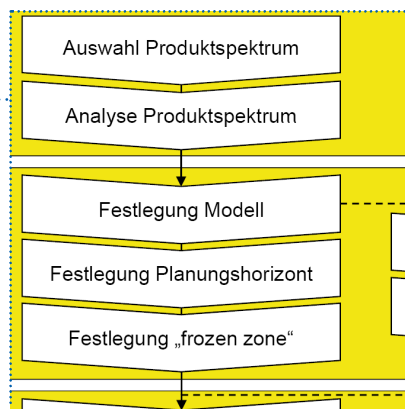 Auswahl Produktspektrum
Analyse Produktspektrum
Festlegung Modell
Festlegung Planungshorizont
Festlegung „frozen zone“